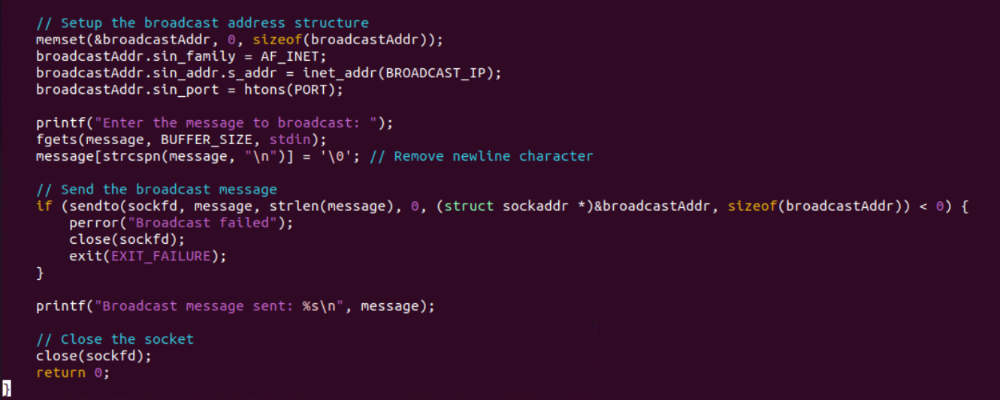 // Setup the broadcast address structure
memset(&broadcastAddr, 0, sizeof(broadcastAddr));
broadcastAddr.sin_family = AF_INET;
broadcastAddr.sin_addr.s_addr = inet_addr(BROADCAST_IP);
broadcastAddr.sin_port = htons(PORT);
printf("Enter the message to broadcast: ");
fgets(message, BUFFER_SIZE, stdin);
message[strcspn(message, "\n")] = '\0'; // Remove newline character
// Send the broadcast message
if (sendto(sockfd, message, strlen(message), 0, (struct sockaddr *)&broadcastAddr, sizeof(broadcastAddr)) < 0) {
perror("Broadcast failed");
close(sockfd);
exit(EXIT_FAILURE);
}
printf("Broadcast message sent: %s\n", message);
// Close the socket
close(sockfd);
return 0;
}